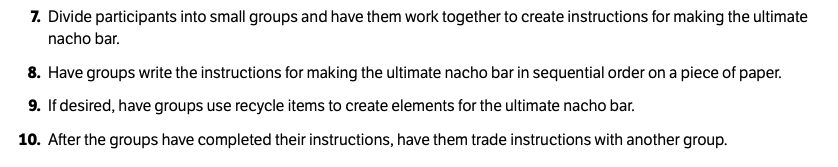 7. Divide participants into small groups and have them work together to create instructions for making the ultimate
nacho bar.
8. Have groups write the instructions for making the ultimate nacho bar in sequential order on a piece of paper.
9. If desired, have groups use recycle items to create elements for the ultimate nacho bar.
10. After the groups have completed their instructions, have them trade instructions with another group.